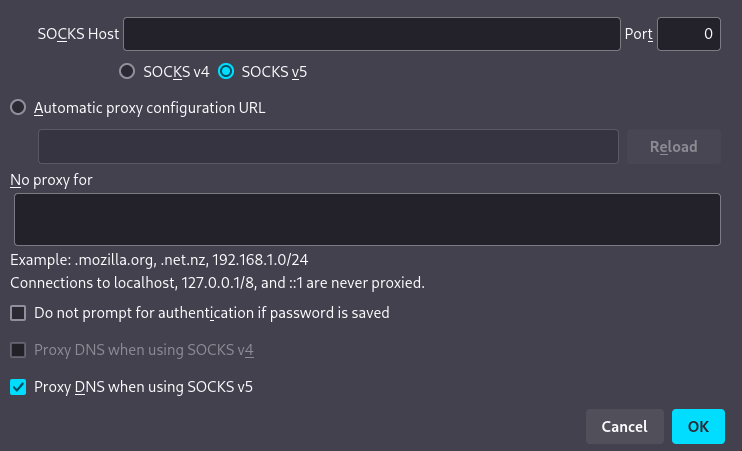 SOCKS Host Port 0
SOCKS v4 SOCKS v5
Automatic proxy configuration URL
Reload
No proxy for
Example: .mozilla.org, .net.nz, 192.168.1.0/24
Connections to localhost, 127.0.0.1/8, and ::1 are never proxied.
Do not prompt for authentication if password is saved
Proxy DNS when using SOCKS v4
Proxy DNS when using SOCKS v5
Cancel OK